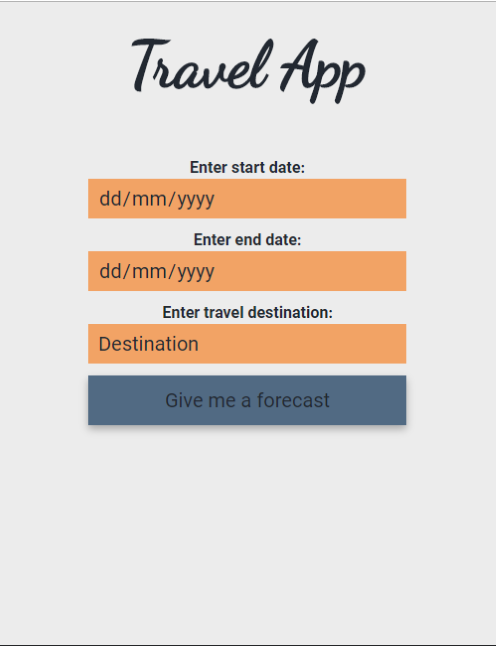 Travel App
Enter start date:
dd/mm/yyyy
Enter end date:
dd/mm/yyyy
Enter travel destination:
Destination
Give me a forecast